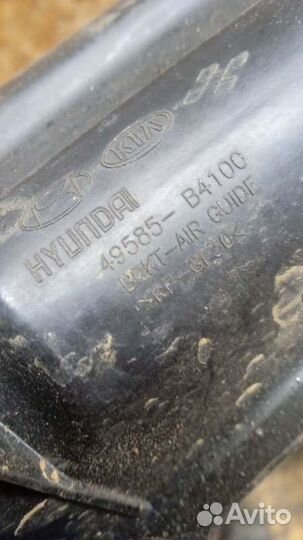 KIA
HYUNDAI
49585-B4100
BRKT-AIR GUIDE
Avito